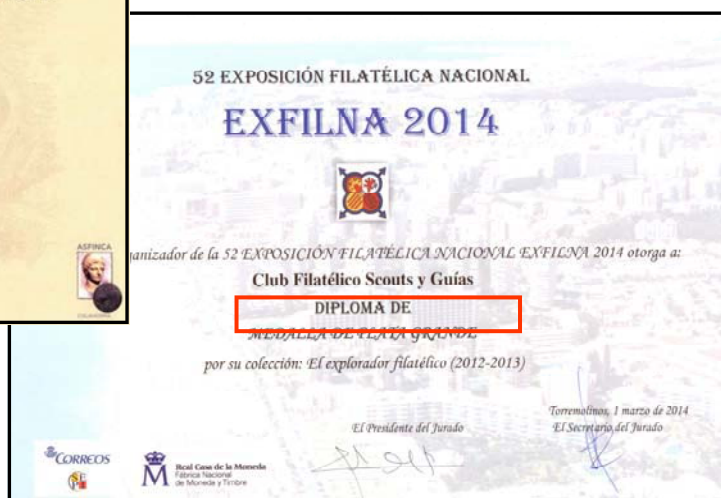 52 EXPOSICIÓN FILATÉLICA NACIONAL
EXFILNA 2014
ganizador de la 52 EXPOSICIÓN FILATÉLICA NACIONAL EXFILNA 2014 otorga a:
Club Filatélico Scouts y Guías
DIPLOMA DE
MEDALLA DE PLATA GRANDE
por su colección: El explorador filatélico (2012-2013)
Torremolinos, 1 marzo de 2014
El Presidente del Jurado
El Secretario del Jurado
ASFINCA
CORREOS
M
Real Casa de la Moneda
Fábrica Nacional
de Moneda y Timbre